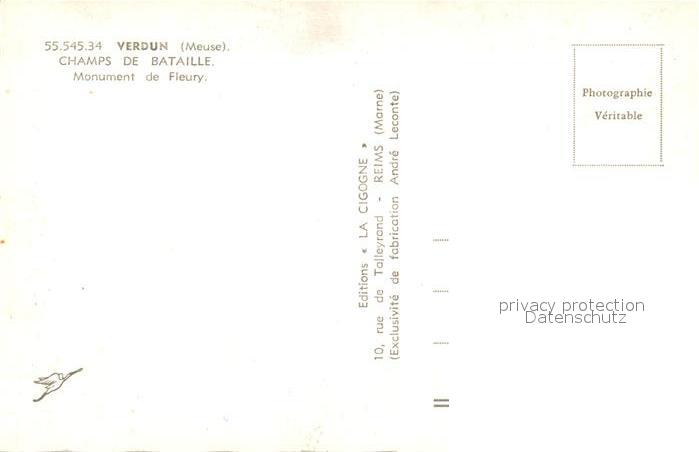 55.545.34 VERDUN (Meuse).
CHAMPS DE BATAILLE.
Monument de Fleury.
Editions « LA CIGOGNE »
10, rue de Talleyrand - REIMS (Marne)
(Exclusivité de fabrication André Leconte)
Photographie
Véritable
privacy protection
Datenschutz